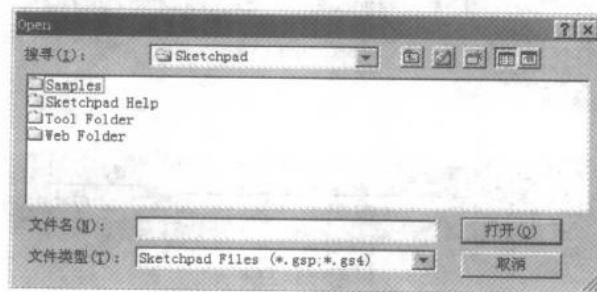 Open
搜寻(I): Sketchpad
Samples
Sketchpad Help
Tool Folder
Web Folder
文件名(N):
打开(O)
文件类型(T): Sketchpad Files (*.gsp;*.gs4)
取消